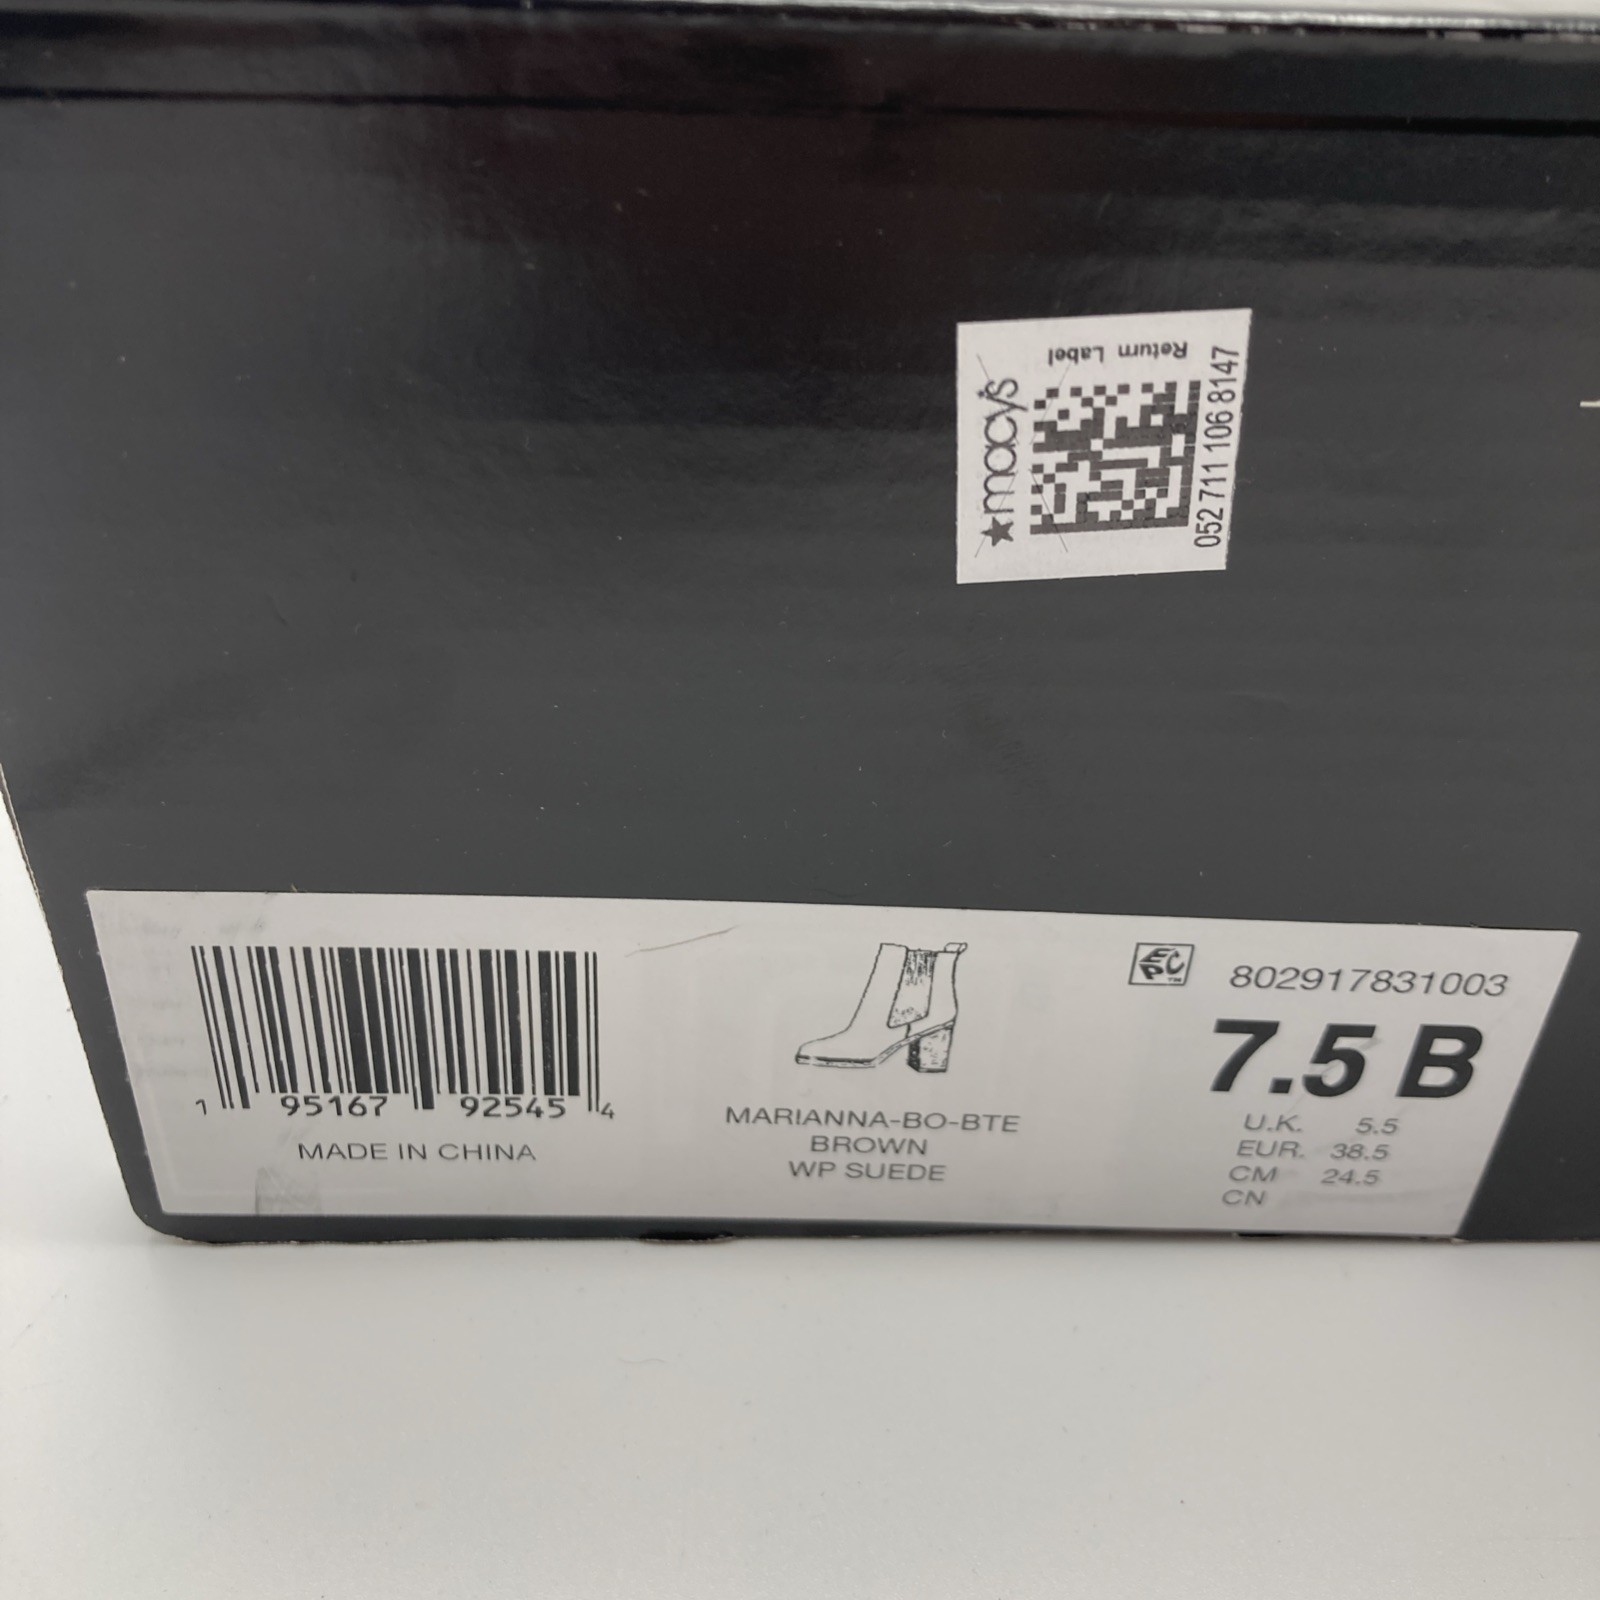 Return Label
★macy's
052 711 106 8147
1 95167 92545 4
MADE IN CHINA
MARIANNA-BO-BTE
BROWN
WP SUEDE
EPC™
802917831003
7.5 B
U.K. 5.5
EUR. 38.5
CM 24.5
CN